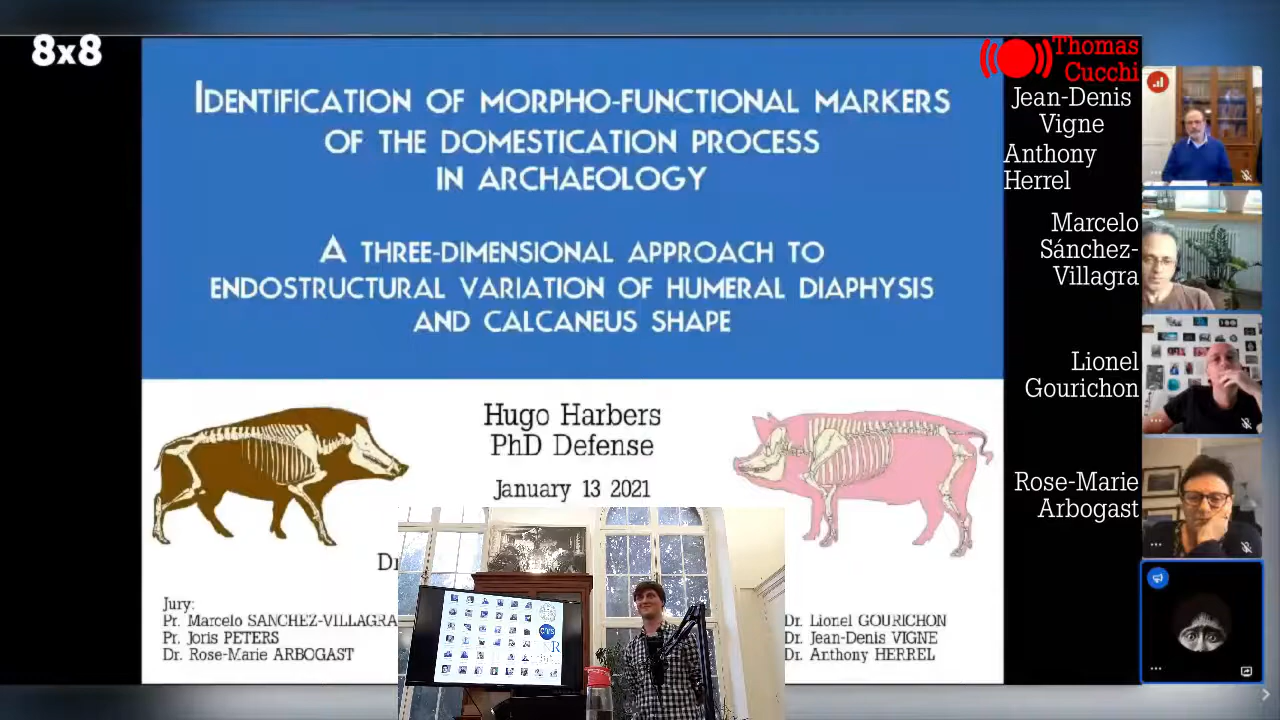 8x8
IDENTIFICATION OF MORPHO-FUNCTIONAL MARKERS
OF THE DOMESTICATION PROCESS
IN ARCHAEOLOGY
A THREE-DIMENSIONAL APPROACH TO
ENDOSTRUCTURAL VARIATION OF HUMERAL DIAPHYSIS
AND CALCANEUS SHAPE
Hugo Harbers
PhD Defense
January 13 2021
Jury:
Pr. Marcelo SANCHEZ-VILLAGRA
Pr. Joris PETERS
Dr. Rose-Marie ARBOGAST
Dr. Lionel GOURICHON
Dr. Jean-Denis VIGNE
Dr. Anthony HERREL
Thomas
Cucchi
Jean-Denis
Vigne
Anthony
Herrel
Marcelo
Sánchez-
Villagra
Lionel
Gourichon
Rose-Marie
Arbogast